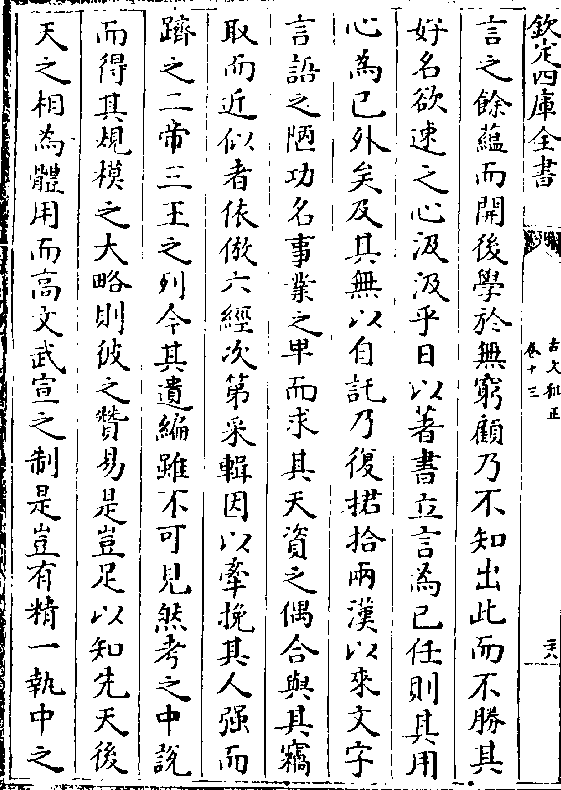 欽定四庫全書
古文雅正
卷十三
言之餘蘊而開後學於無窮顧乃不知出此而不勝其
好名欲速之心汲汲乎日以著書立言為已任則其用
心為已外矣及其無以自託乃復捃拾兩漢以來文字
言語之陋功名事業之卑而求其天資之偶合與其竊
取而近似者依倣六經次第采輯因以牽挽其人强而
躋之二帝三王之列今其遺編雖不可見然考之中說
而得其規模之大略則彼之贊易是豈足以知先天後
天之相為體用而高文武宣之制是豈有精一執中之